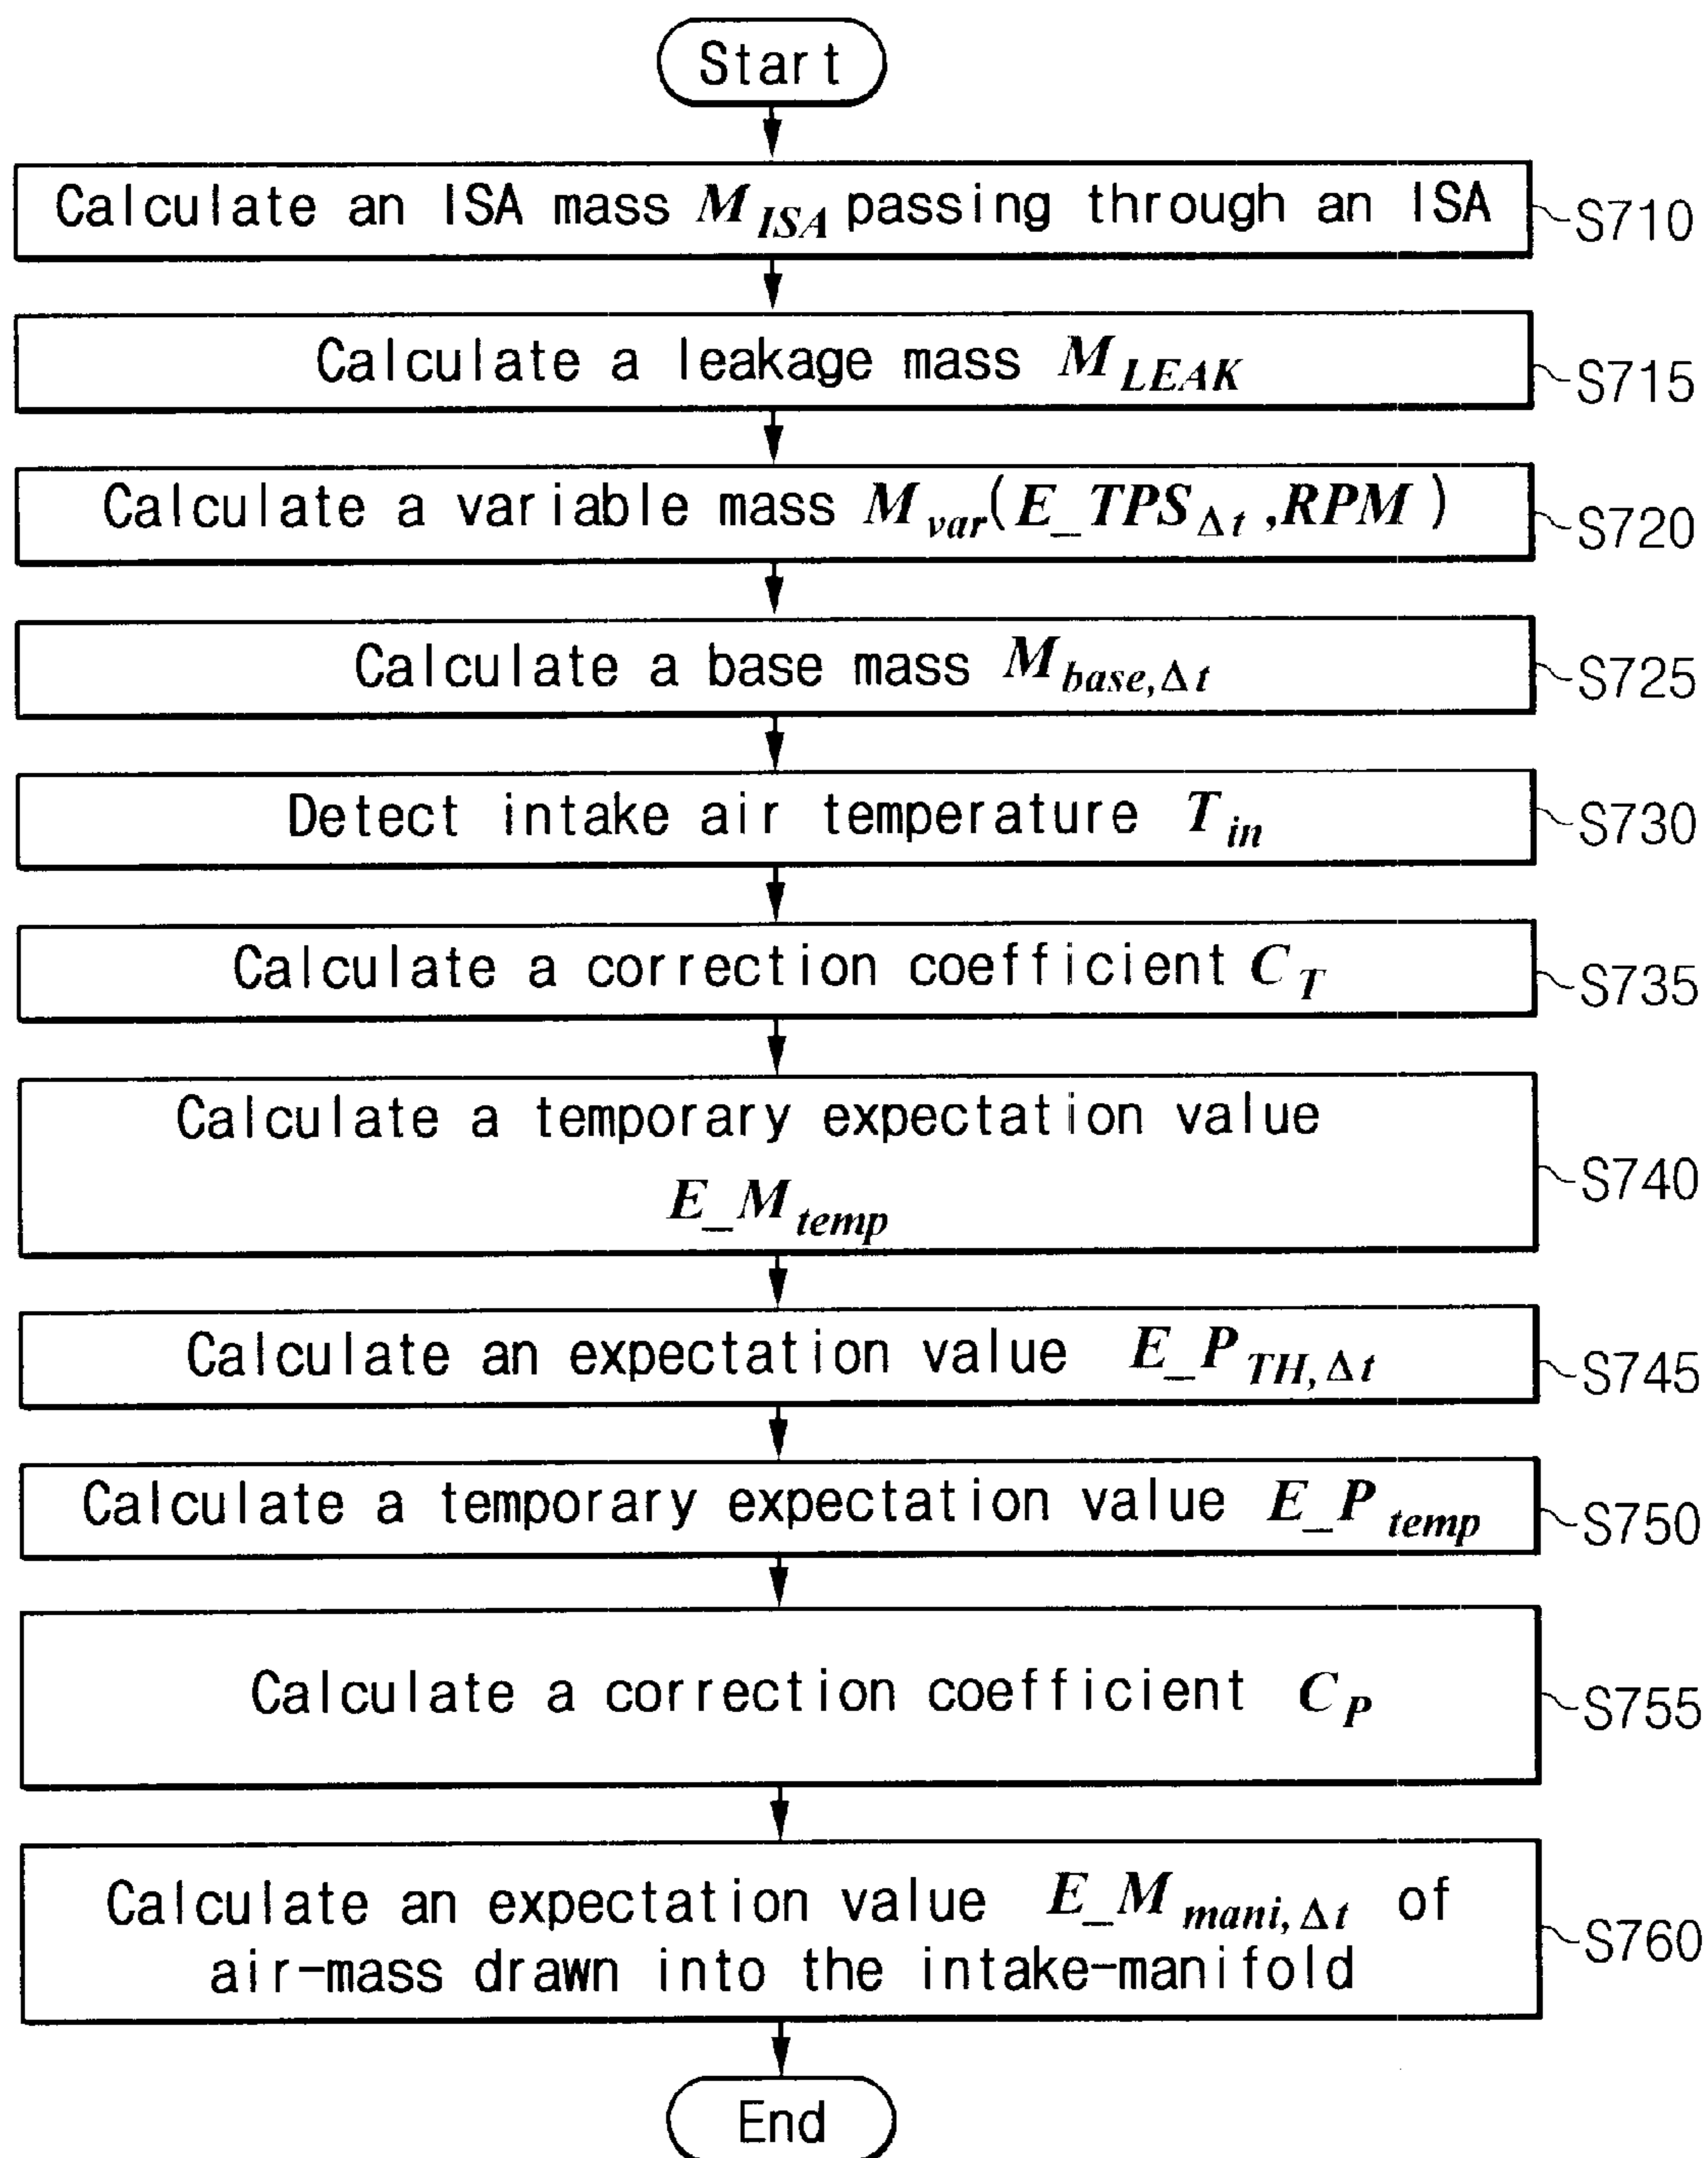 Start
Calculate an ISA mass M_ISA passing through an ISA
S710
Calculate a leakage mass M_LEAK
S715
Calculate a variable mass M_var(E_TPS_Δt,RPM)
S720
Calculate a base mass M_base,Δt
S725
Detect intake air temperature T_in
S730
Calculate a correction coefficient C_T
S735
Calculate a temporary expectation value
E_M_temp
S740
Calculate an expectation value E_P_TH,Δt
S745
Calculate a temporary expectation value E_P_temp
S750
Calculate a correction coefficient C_P
S755
Calculate an expectation value E_M_mani,Δt of
air-mass drawn into the intake-manifold
S760
End